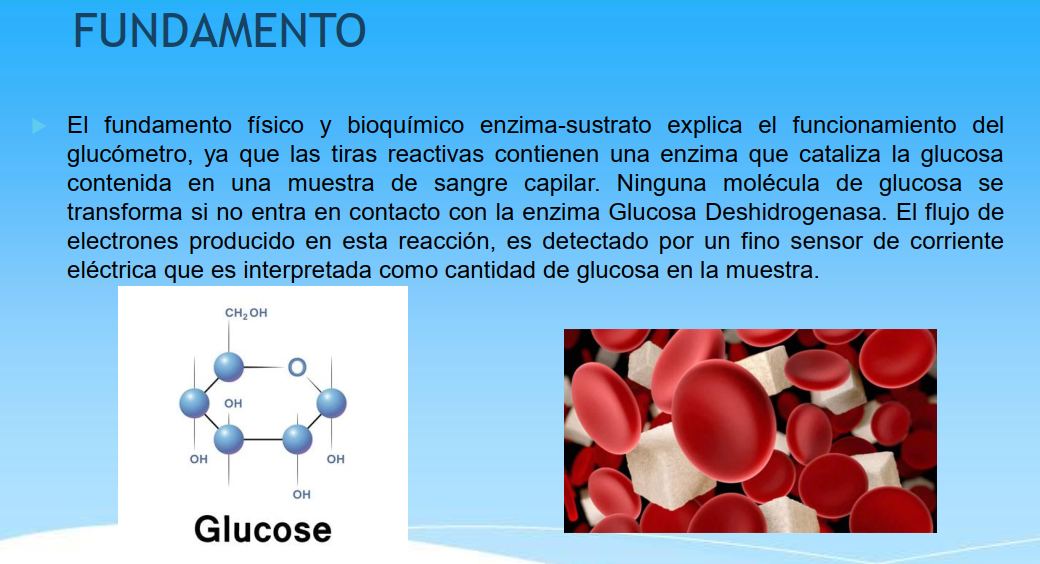 FUNDAMENTO
El fundamento físico y bioquímico enzima-sustrato explica el funcionamiento del
glucómetro, ya que las tiras reactivas contienen una enzima que cataliza la glucosa
contenida en una muestra de sangre capilar. Ninguna molécula de glucosa se
transforma si no entra en contacto con la enzima Glucosa Deshidrogenasa. El flujo de
electrones producido en esta reacción, es detectado por un fino sensor de corriente
eléctrica que es interpretada como cantidad de glucosa en la muestra.
CH₂OH
O
OH
OH
OH
OH
Glucose